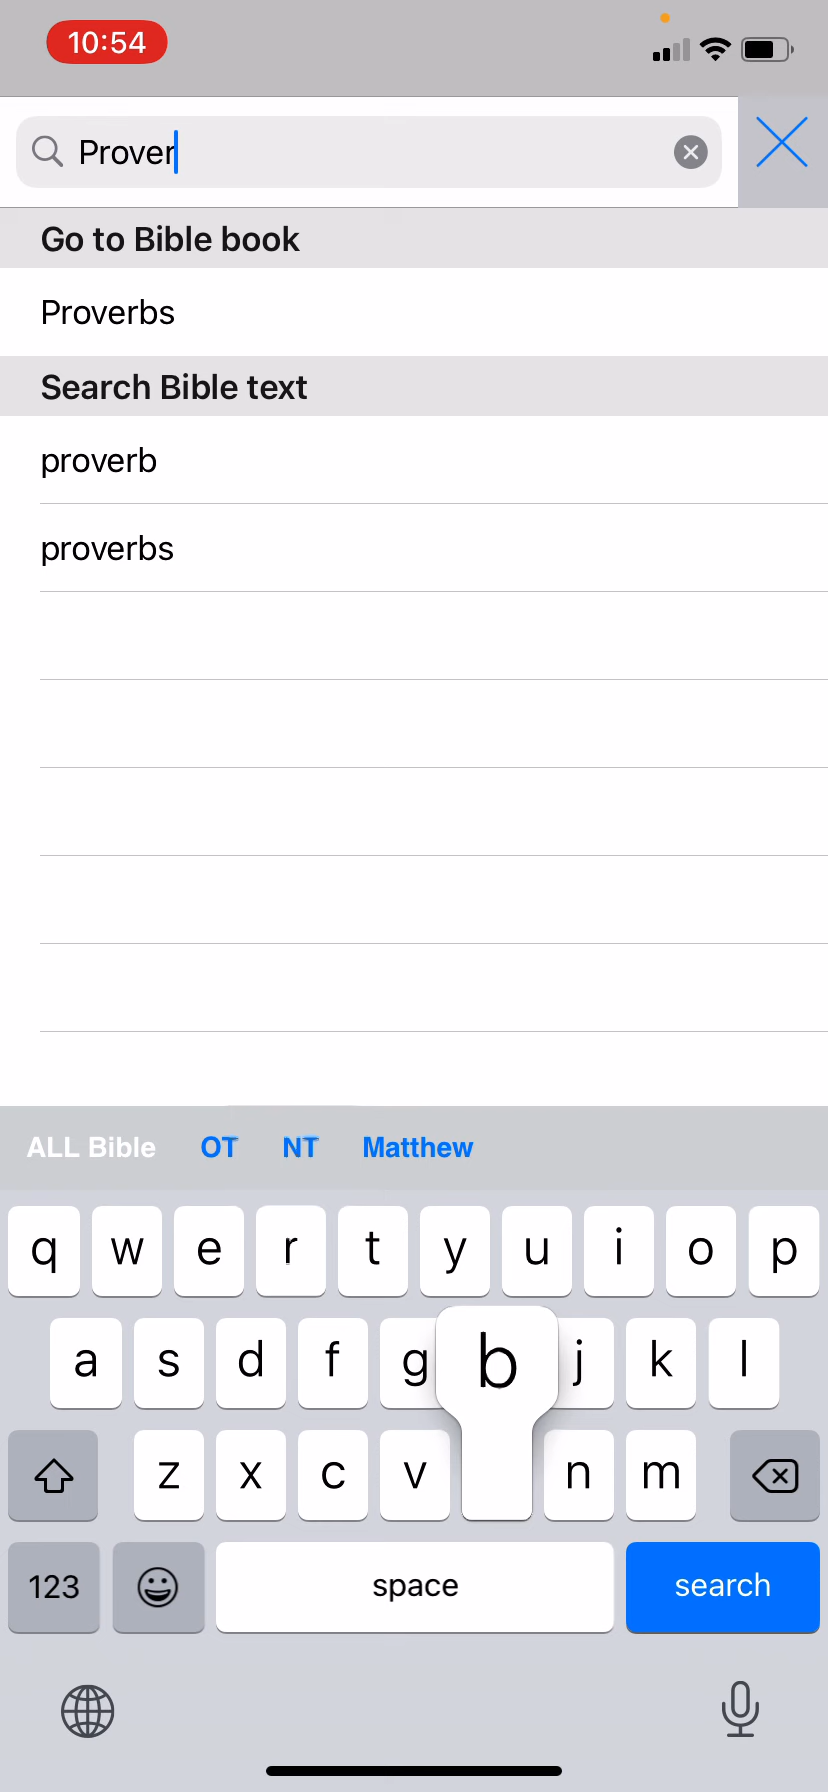 10:54
Prover
Go to Bible book
Proverbs
Search Bible text
proverb
proverbs
ALL Bible OT NT Matthew
q w e r t y u i o p
a s d f g b j k l
z x c v n m
123 space search